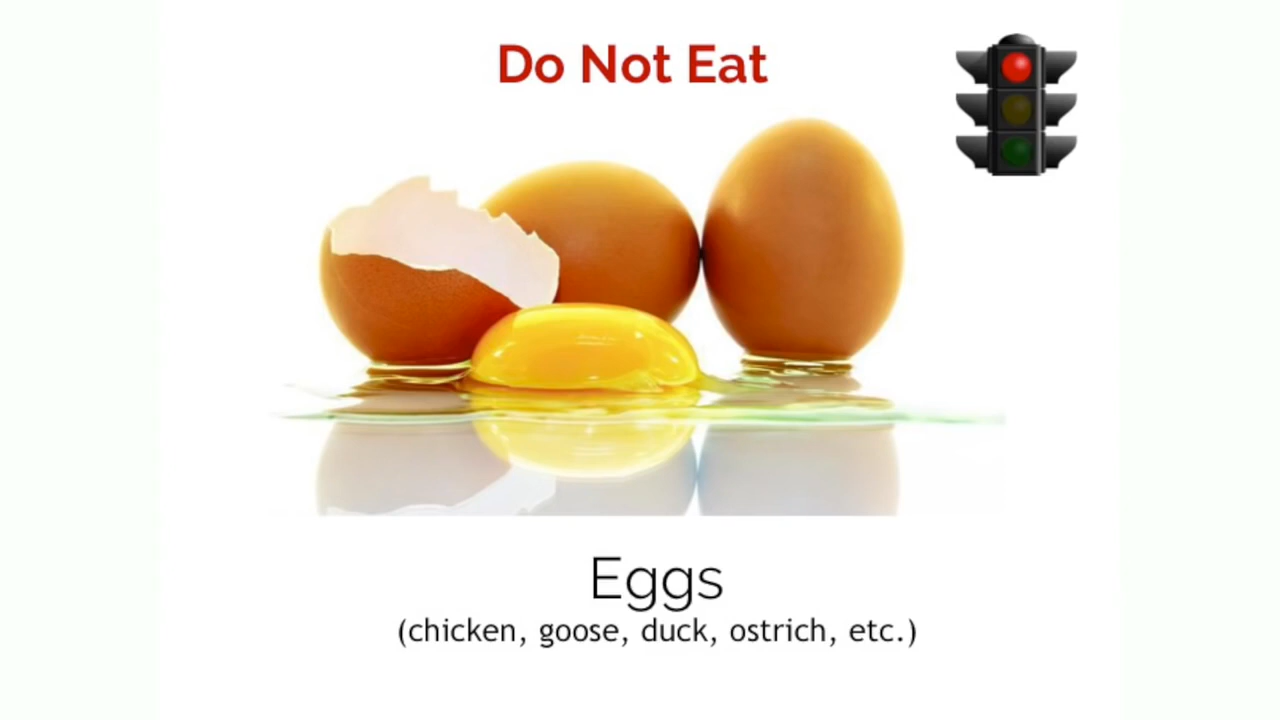 Do Not Eat
Eggs
(chicken, goose, duck, ostrich, etc.)